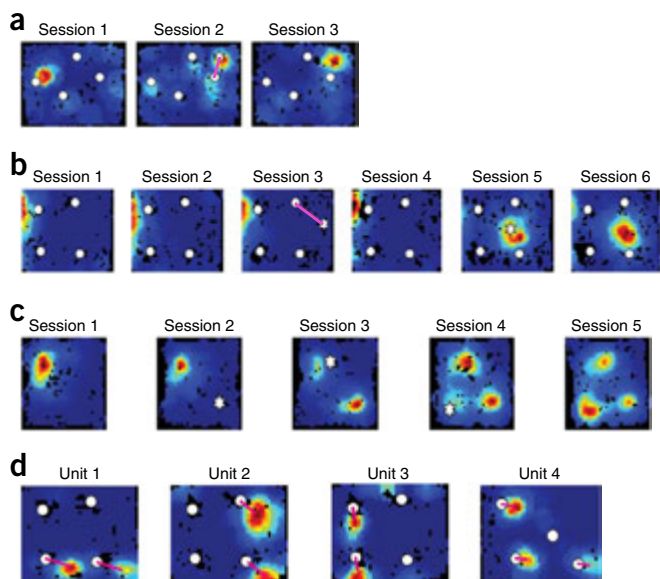 a
Session 1 Session 2 Session 3
b
Session 1 Session 2 Session 3 Session 4 Session 5 Session 6
c
Session 1 Session 2 Session 3 Session 4 Session 5
d
Unit 1 Unit 2 Unit 3 Unit 4